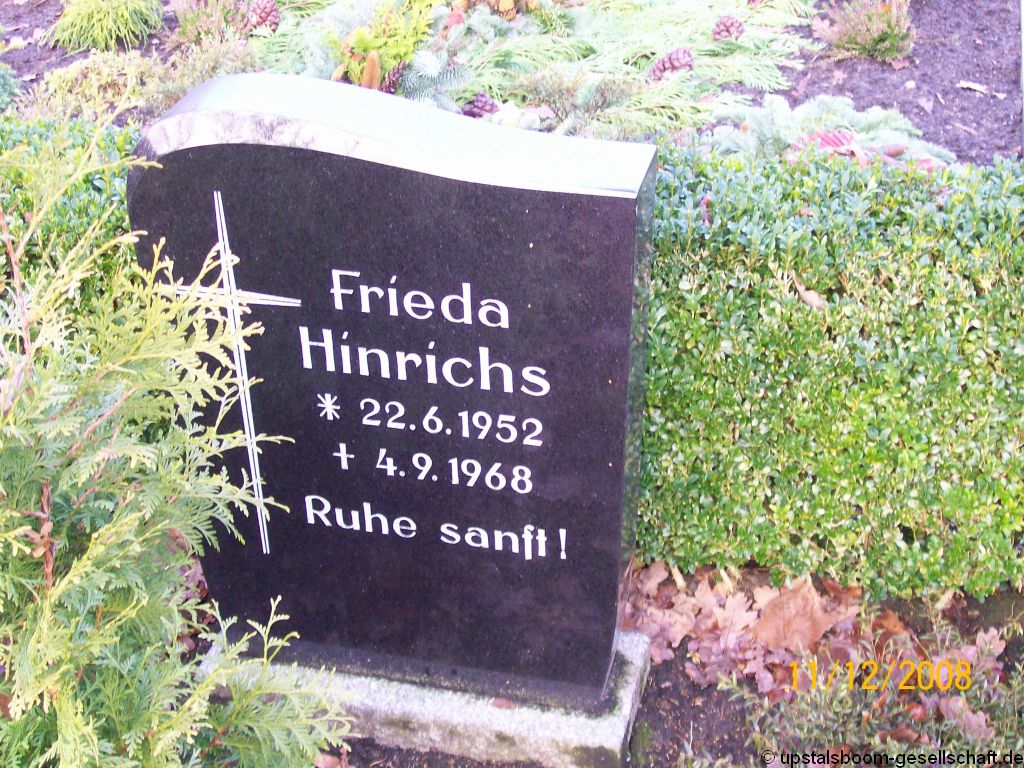 Frieda
Hinrichs
* 22.6.1952
† 4.9.1968
Ruhe sanft!
11/12/2008
© upstalsboom-gesellschaft.de